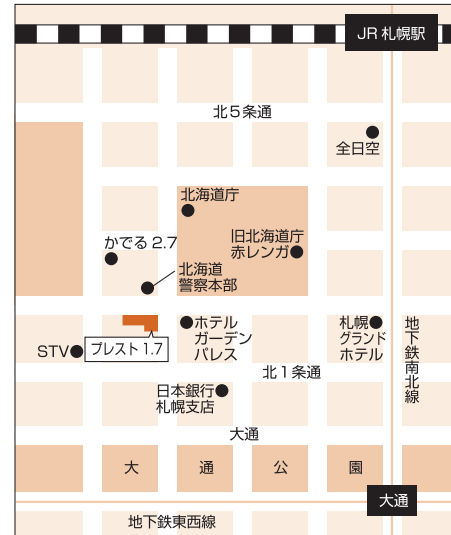 JR札幌駅
北5条通
全日空
北海道庁
旧北海道庁
赤レンガ
かでる2.7
北海道
警察本部
ホテル
ガーデン
パレス
札幌
グランド
ホテル
地下鉄南北線
STV
プレスト1.7
北1条通
日本銀行
札幌支店
大通
大通公園
大通
地下鉄東西線